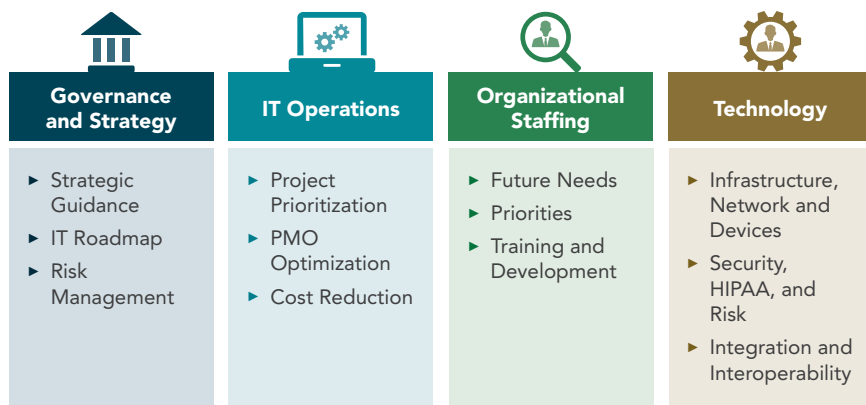 Governance
and Strategy
Strategic
Guidance
IT Roadmap
Risk
Management
IT Operations
Project
Prioritization
PMO
Optimization
Cost Reduction
Organizational
Staffing
Future Needs
Priorities
Training and
Development
Technology
Infrastructure,
Network and
Devices
Security,
HIPAA, and
Risk
Integration and
Interoperability